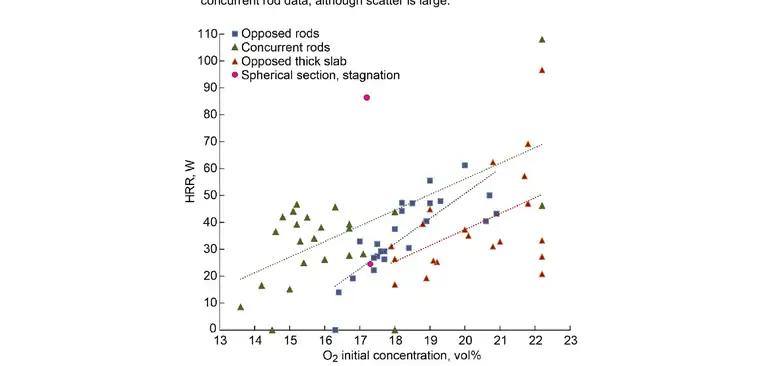 concurrent rod data, although scatter is large.
110
100
90
80
70
60
50
40
30
20
10
0
HRR, W
Opposed rods
Concurrent rods
Opposed thick slab
Spherical section, stagnation
13 14 15 16 17 18 19 20 21 22 23
O2 initial concentration, vol%